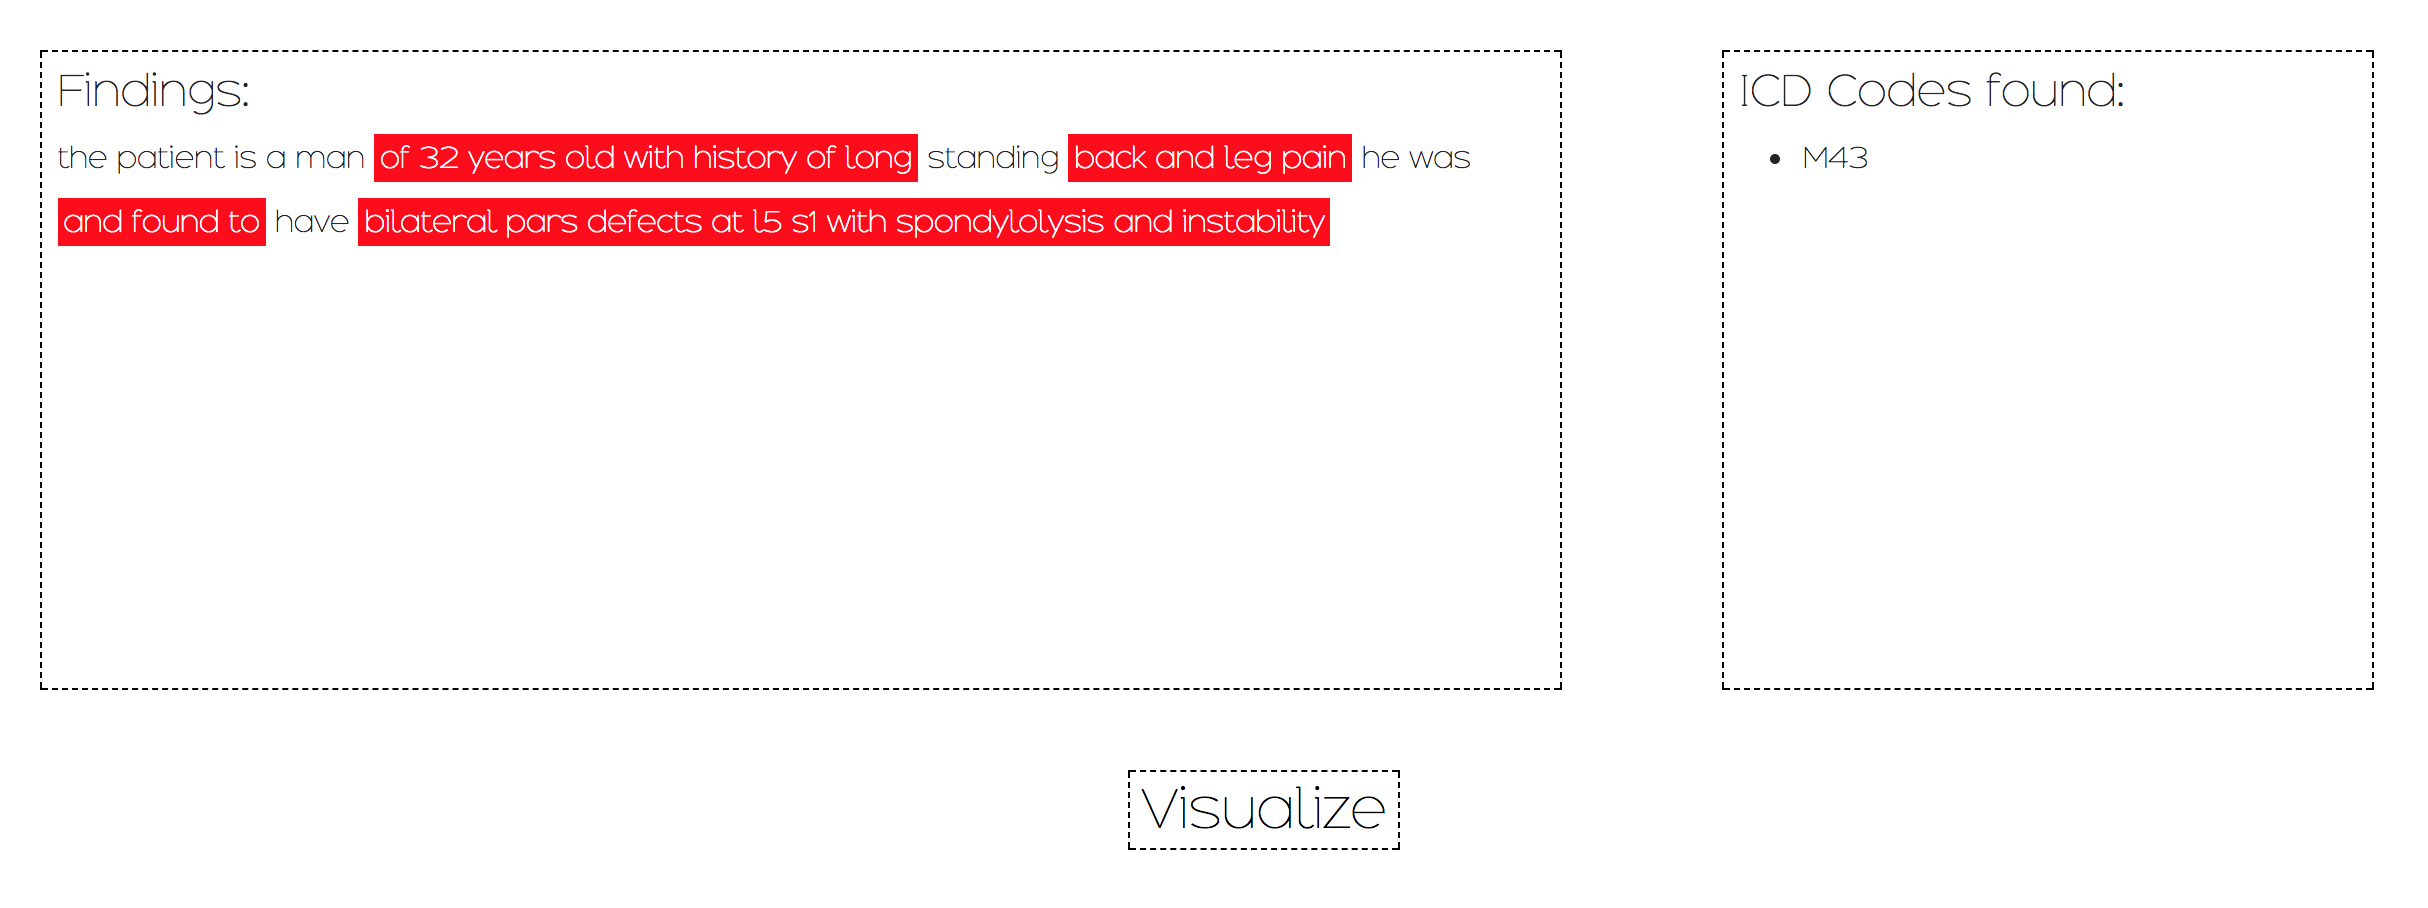 Findings:
the patient is a man of 32 years old with history of long standing back and leg pain he was
and found to have bilateral pars defects at l5 s1 with spondylolysis and instability
ICD Codes found:
• M43
Visualize